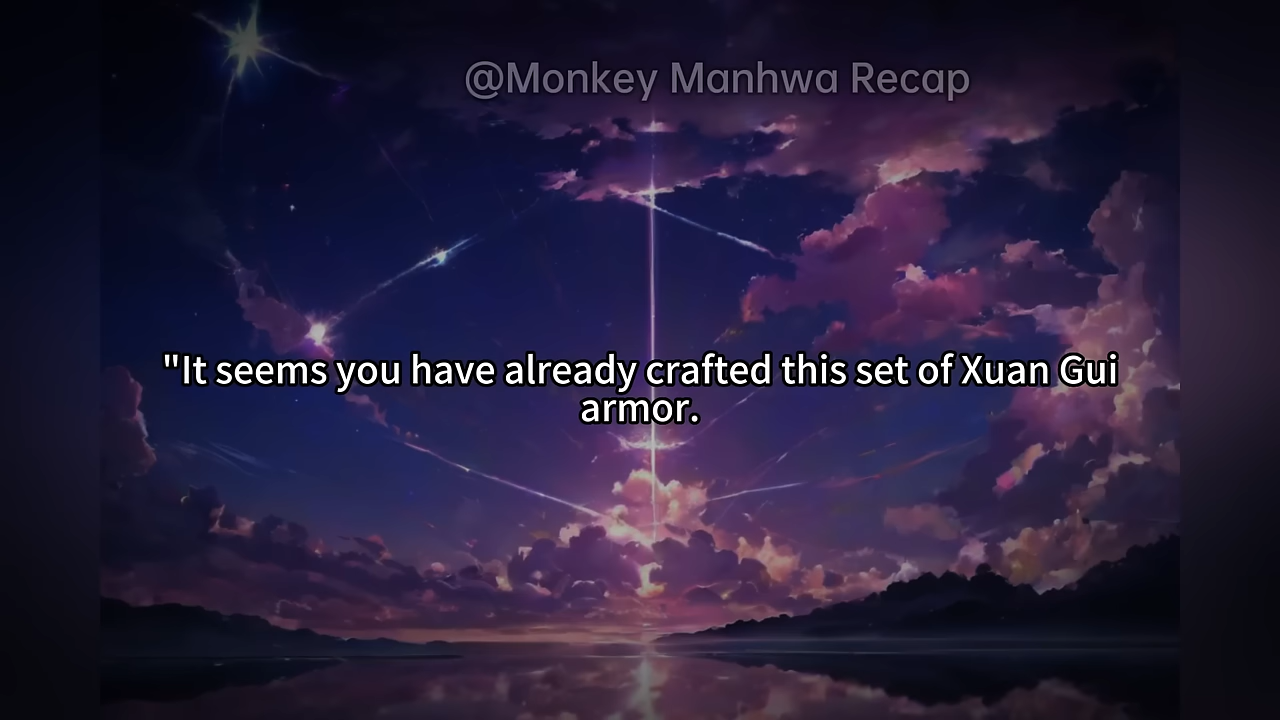 @Monkey Manhwa Recap
"It seems you have already crafted this set of Xuan Gui
armor.